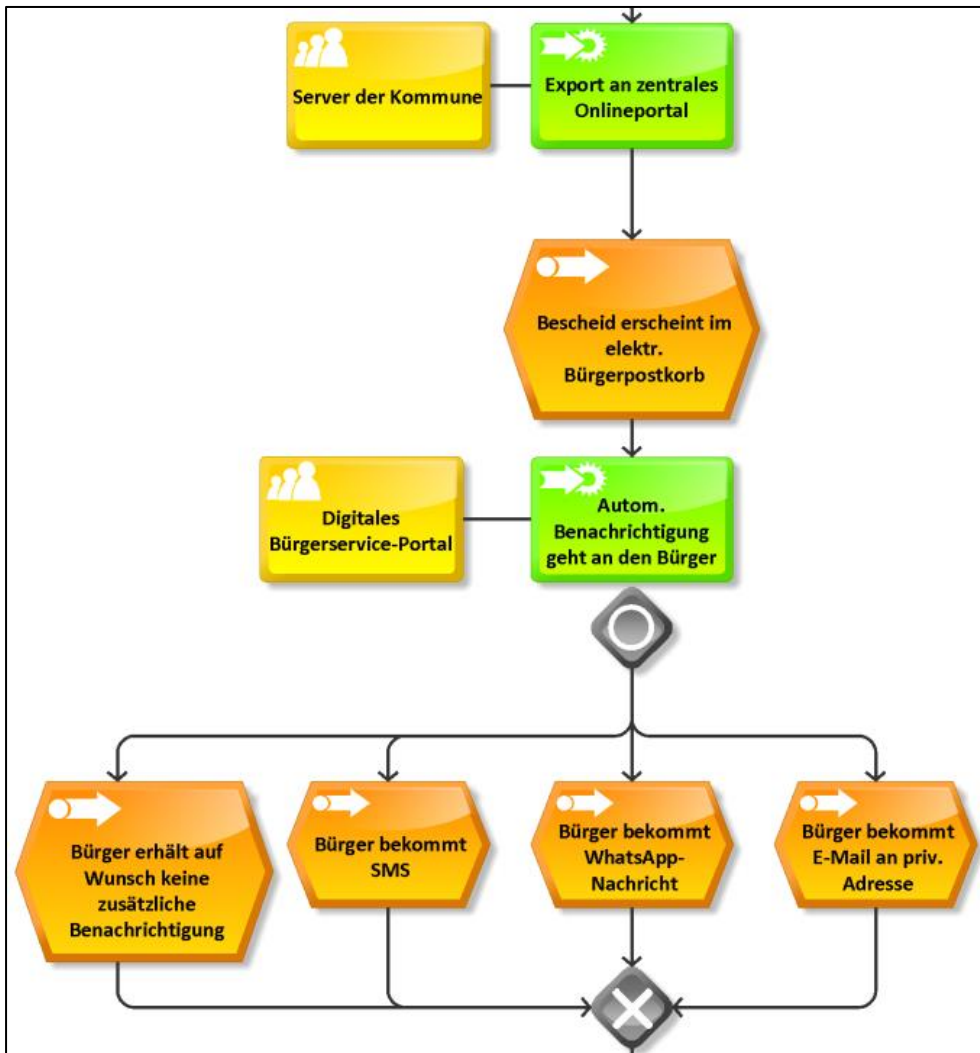 Server der Kommune
Export an zentrales
Onlineportal
Bescheid erscheint im
elektr.
Bürgerpostkorb
Digitales
Bürgerservice-Portal
Autom.
Benachrichtigung
geht an den Bürger
Bürger erhält auf
Wunsch keine
zusätzliche
Benachrichtigung
Bürger bekommt
SMS
Bürger bekommt
WhatsApp-
Nachricht
Bürger bekommt
E-Mail an priv.
Adresse